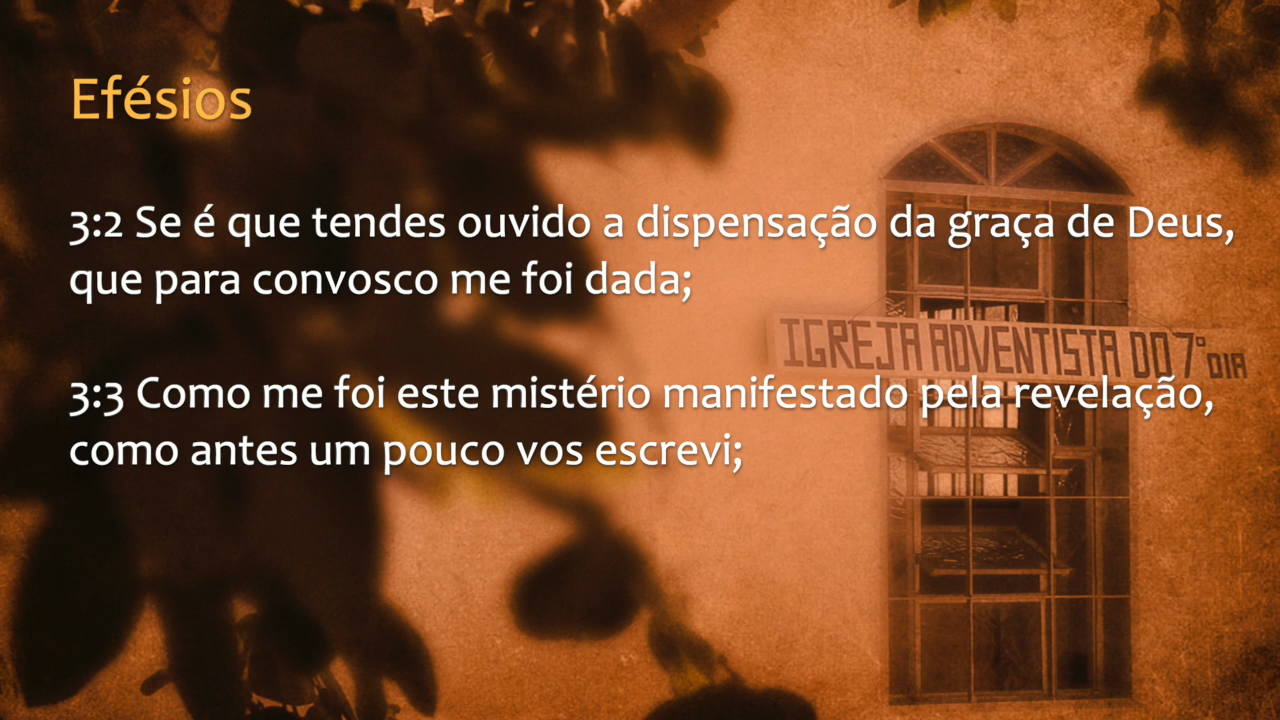 Efésios
3:2 Se é que tendes ouvido a dispensação da graça de Deus,
que para convosco me foi dada;
IGREJA ADVENTISTA DO 7º DIA
3:3 Como me foi este mistério manifestado pela revelação,
como antes um pouco vos escrevi;